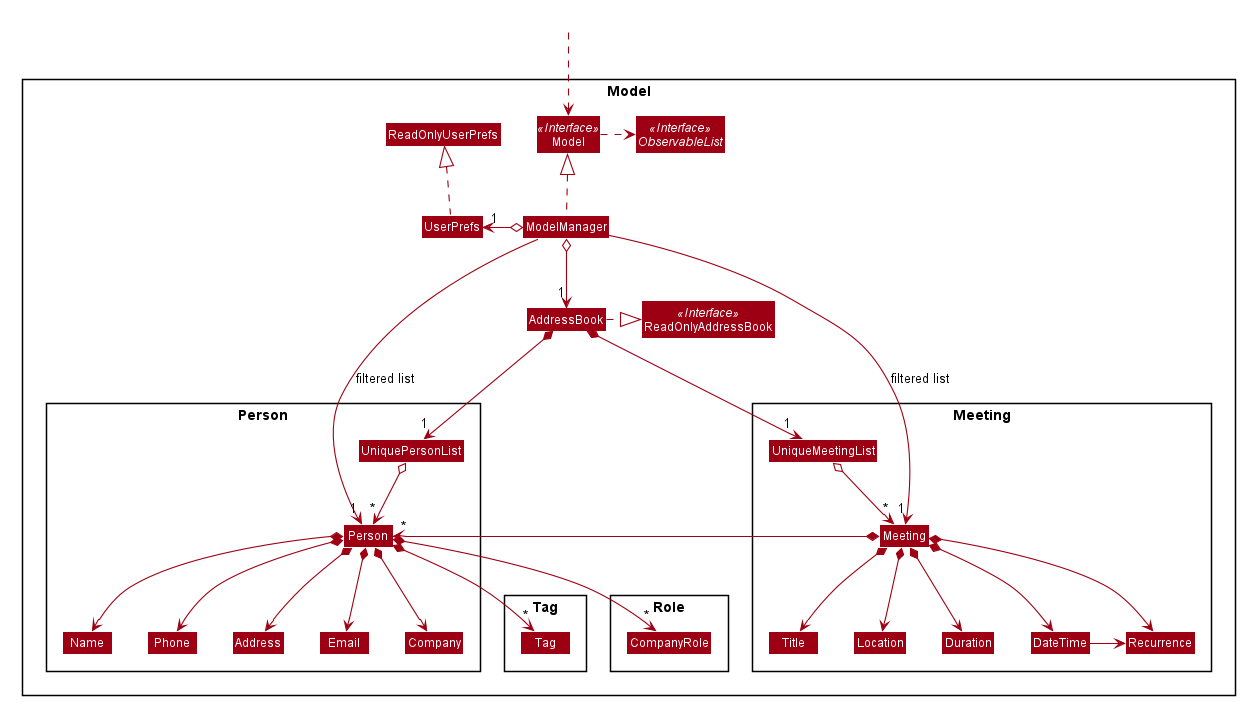 Model
«Interface»
Model
«Interface»
ObservableList
ReadOnlyUserPrefs
UserPrefs
1
ModelManager
1
AddressBook
«Interface»
ReadOnlyAddressBook
filtered list
filtered list
Person
Meeting
1
UniquePersonList
1
UniqueMeetingList
1
*
*
Person
*
1
Meeting
Tag
*
Role
*
Name
Phone
Address
Email
Company
Tag
CompanyRole
Title
Location
Duration
DateTime
Recurrence